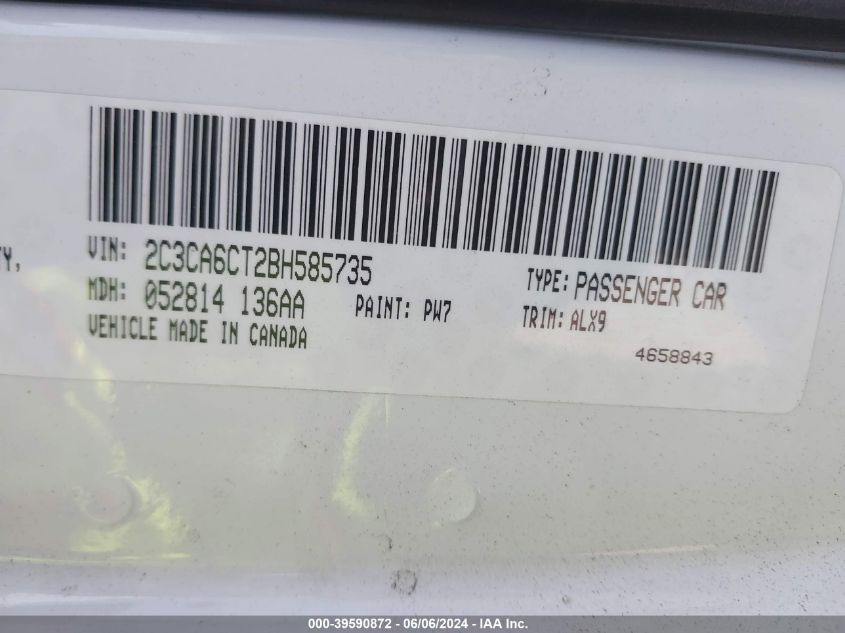 TY,
VIN: 2C3CA6CT2BH585735
TYPE: PASSENGER CAR
MDH: 052814 136AA
PAINT: PW7
TRIM: ALX9
VEHICLE MADE IN CANADA
4658843
000-39590872 - 06/06/2024 - IAA Inc.